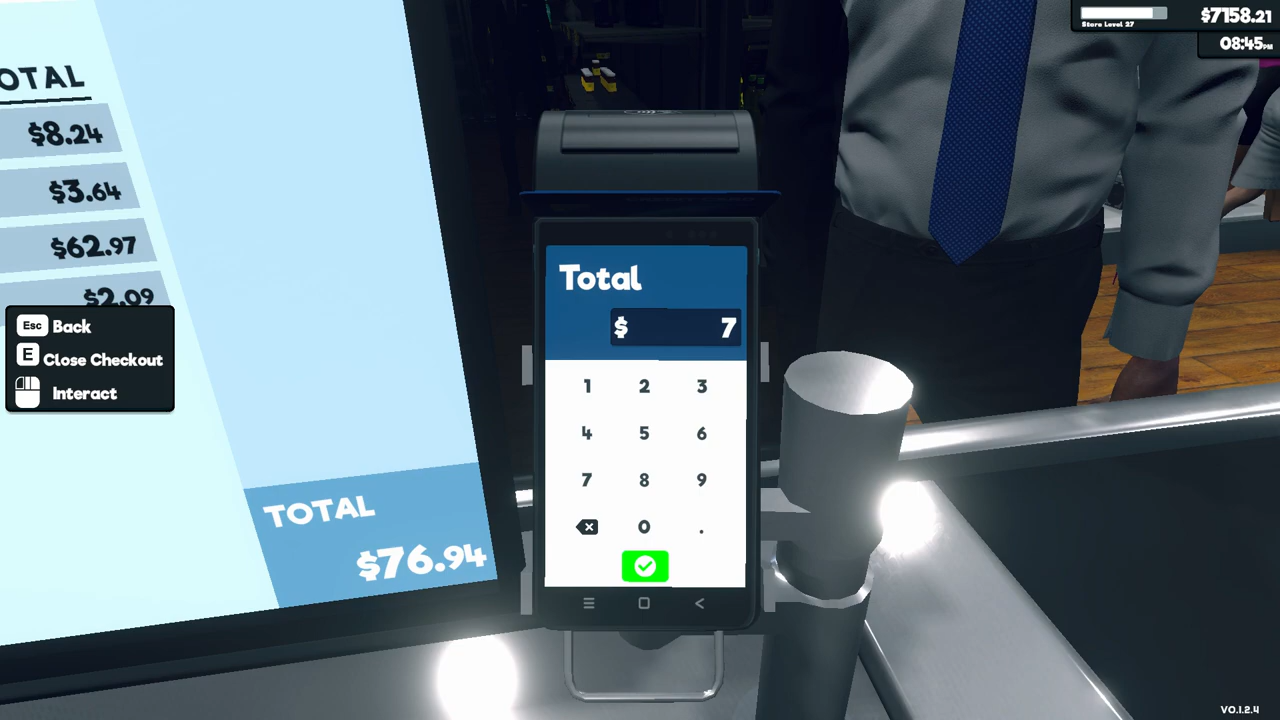 OTAL
$8.24
$3.64
$62.97
$2.09
Esc Back
E Close Checkout
Interact
TOTAL
$76.94
Total
$ 7
1 2 3
4 5 6
7 8 9
0 .
Store Level 27
$7158.21
08:45PM
V0.1.2.4